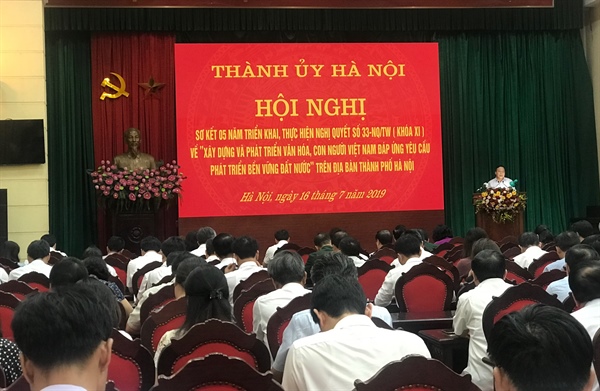 THÀNH ỦY HÀ NỘI
HỘI NGHỊ
SƠ KẾT 05 NĂM TRIỂN KHAI, THỰC HIỆN NGHỊ QUYẾT SỐ 33-NQ/TW ( KHÓA XI )
VỀ "XÂY DỰNG VÀ PHÁT TRIỂN VĂN HÓA, CON NGƯỜI VIỆT NAM ĐÁP ỨNG YÊU CẦU
PHÁT TRIỂN BỀN VỮNG ĐẤT NƯỚC" TRÊN ĐỊA BÀN THÀNH PHỐ HÀ NỘI
Hà Nội, ngày 16 tháng 7 năm 2019